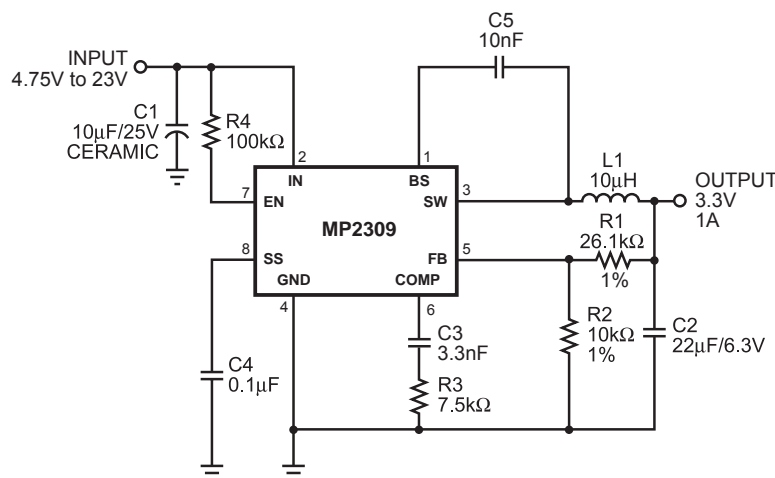 C5
10nF
INPUT
4.75V to 23V
C1
10μF/25V
CERAMIC
R4
100kΩ
2
1
IN
BS
7
EN
SW
3
L1
10μH
OUTPUT
3.3V
1A
MP2309
R1
26.1kΩ
1%
8
SS
FB
5
GND
COMP
4
6
R2
10kΩ
1%
C2
22μF/6.3V
C3
3.3nF
C4
0.1μF
R3
7.5kΩ